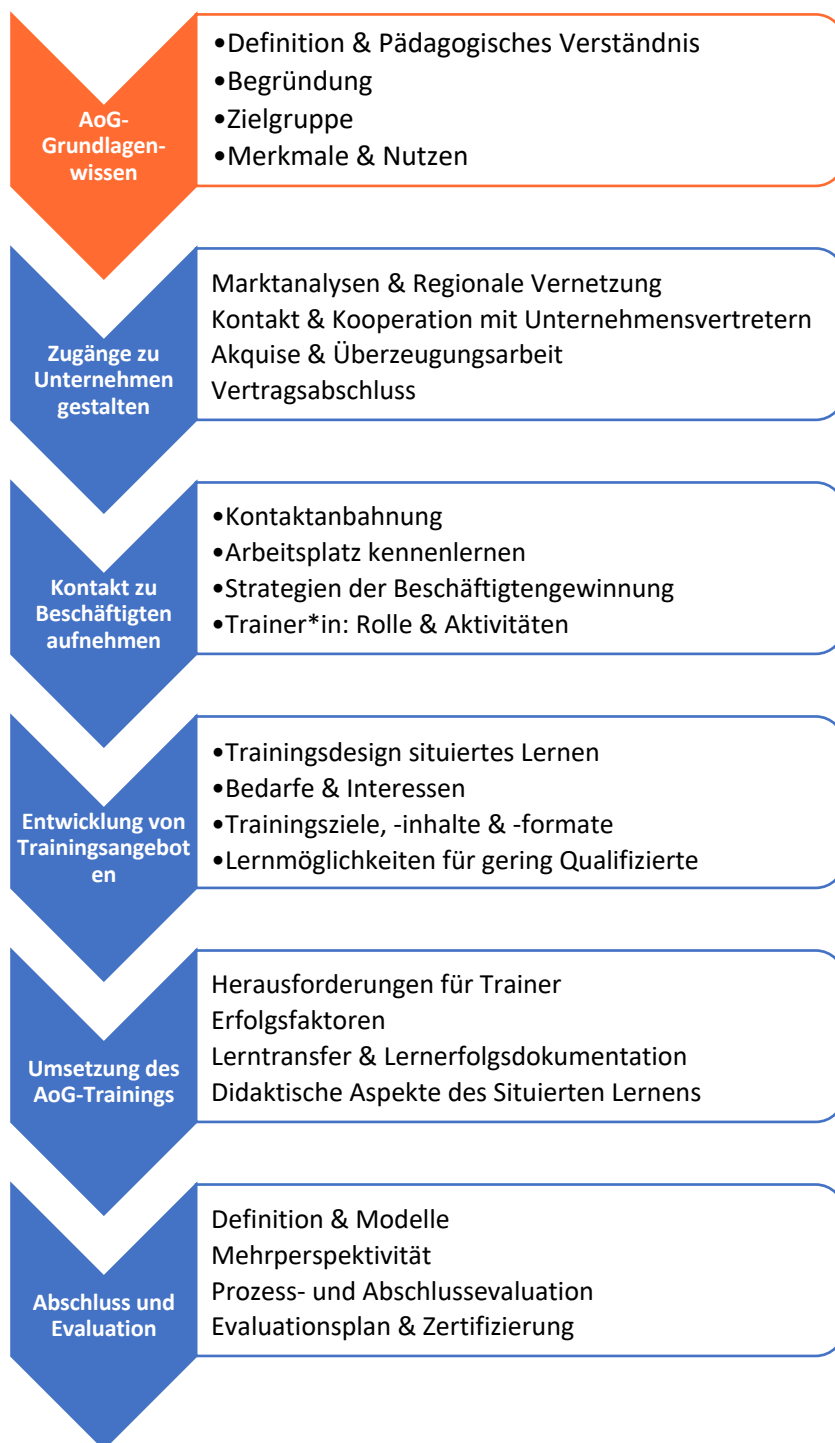 AoG-
Grundlagen-
wissen
•Definition & Pädagogisches Verständnis
•Begründung
•Zielgruppe
•Merkmale & Nutzen
Zugänge zu
Unternehmen
gestalten
Marktanalysen & Regionale Vernetzung
Kontakt & Kooperation mit Unternehmensvertretern
Akquise & Überzeugungsarbeit
Vertragsabschluss
Kontakt zu
Beschäftigten
aufnehmen
•Kontaktanbahnung
•Arbeitsplatz kennenlernen
•Strategien der Beschäftigtengewinnung
•Trainer*in: Rolle & Aktivitäten
Entwicklung von
Trainingsangebot
en
•Trainingsdesign situiertes Lernen
•Bedarfe & Interessen
•Trainingsziele, -inhalte & -formate
•Lernmöglichkeiten für gering Qualifizierte
Umsetzung des
AoG-Trainings
Herausforderungen für Trainer
Erfolgsfaktoren
Lerntransfer & Lernerfolgsdokumentation
Didaktische Aspekte des Situierten Lernens
Abschluss und
Evaluation
Definition & Modelle
Mehrperspektivität
Prozess- und Abschlussevaluation
Evaluationsplan & Zertifizierung